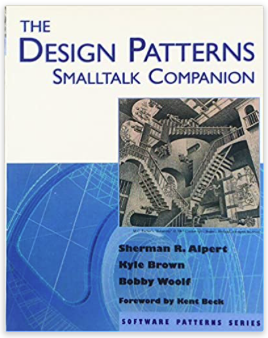 THE
DESIGN PATTERNS
SMALLTALK COMPANION
Sherman R. Alpert
Kyle Brown
Bobby Woolf
Foreword by Kent Beck
SOFTWARE PATTERNS SERIES